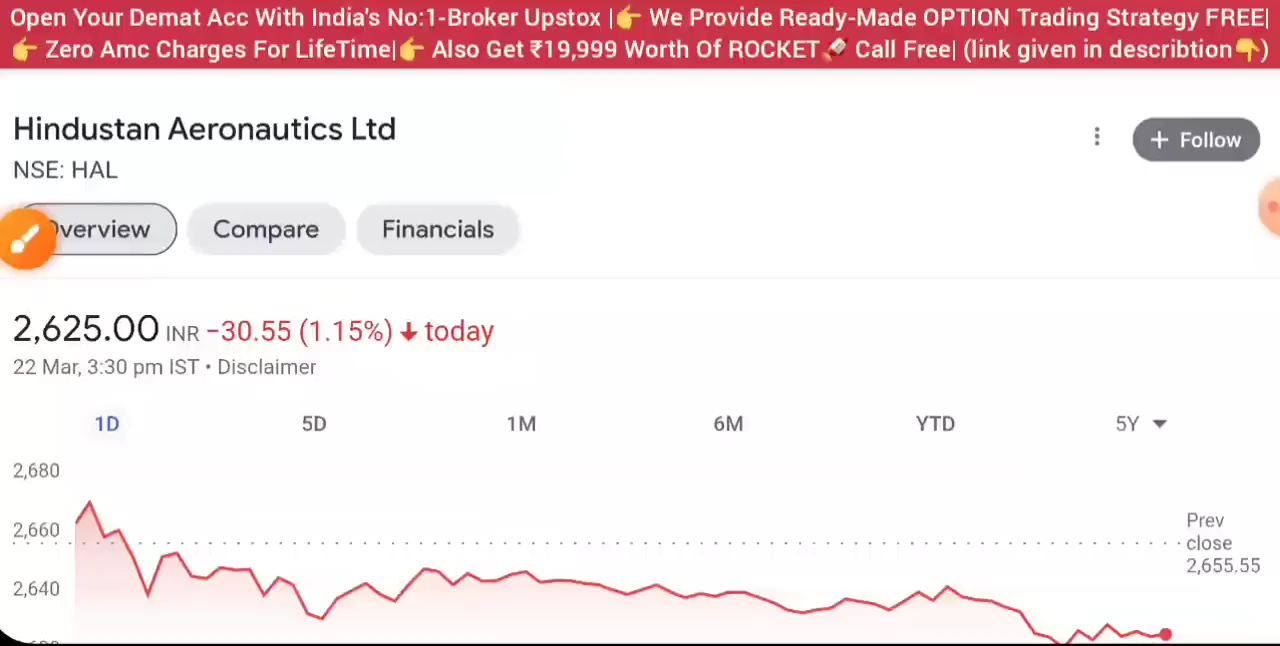 Open Your Demat Acc With India's No:1-Broker Upstox |👉 We Provide Ready-Made OPTION Trading Strategy FREE|
👉 Zero Amc Charges For LifeTime|👉 Also Get ₹19,999 Worth Of ROCKET🚀 Call Free| (link given in describtion👇)
Hindustan Aeronautics Ltd
+ Follow
NSE: HAL
Overview Compare Financials
2,625.00 INR −30.55 (1.15%) ↓ today
22 Mar, 3:30 pm IST • Disclaimer
1D 5D 1M 6M YTD 5Y
2,680
2,660
2,640
Prev
close
2,655.55